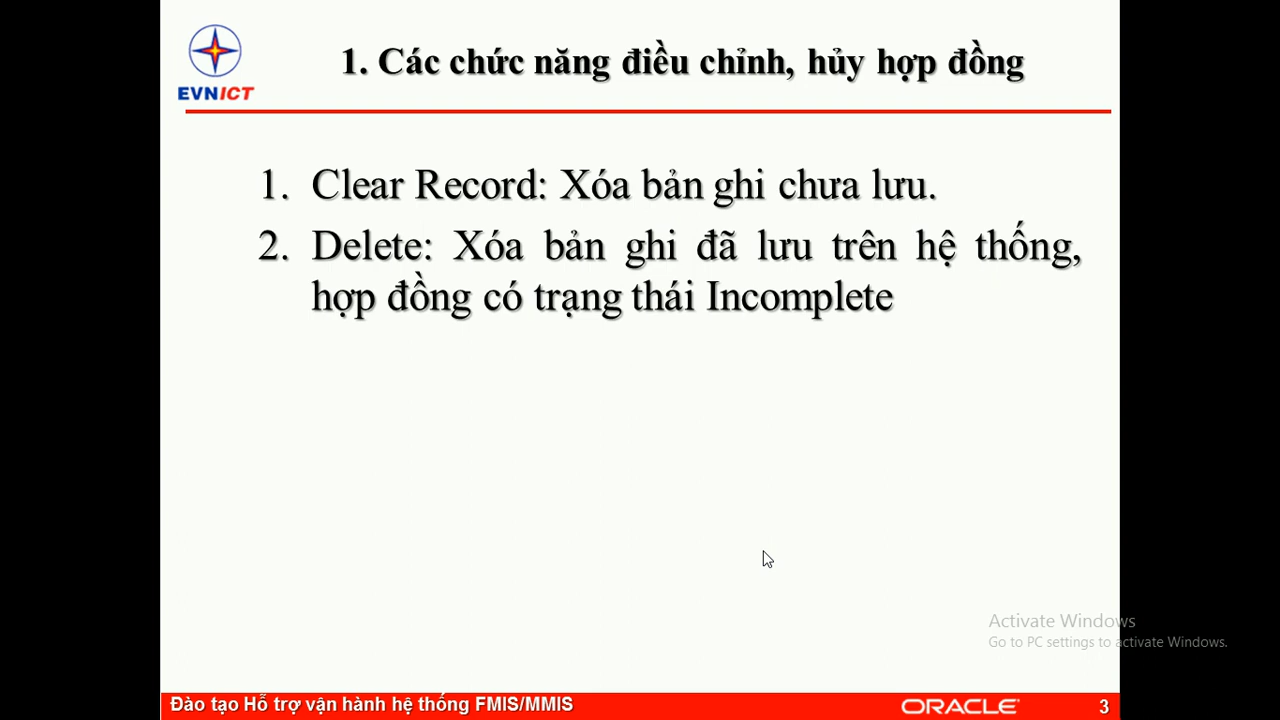 EVNICT
1. Các chức năng điều chỉnh, hủy hợp đồng
1. Clear Record: Xóa bản ghi chưa lưu.
2. Delete: Xóa bản ghi đã lưu trên hệ thống,
hợp đồng có trạng thái Incomplete
Activate Windows
Go to PC settings to activate Windows.
Đào tạo Hỗ trợ vận hành hệ thống FMIS/MMIS
ORACLE
3